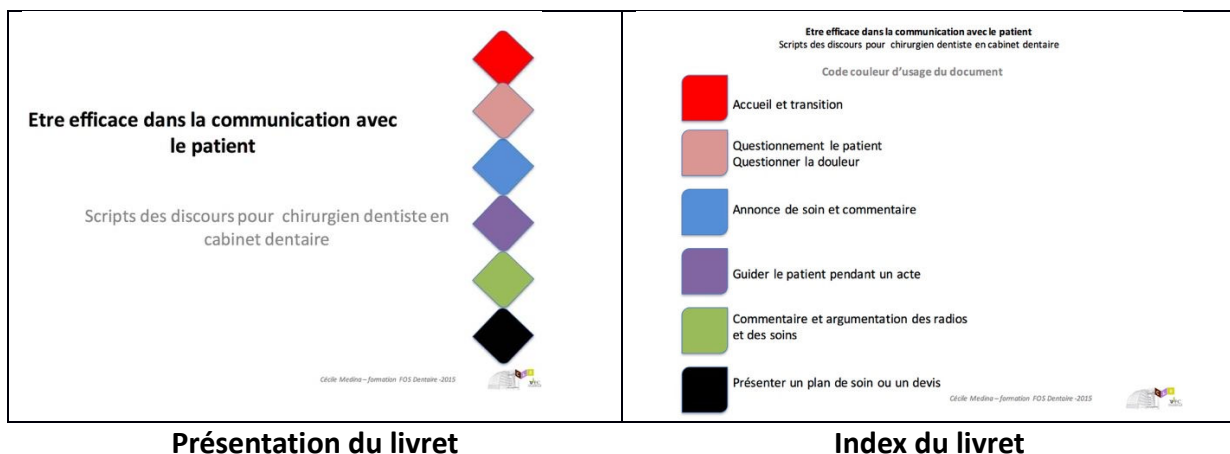 Etre efficace dans la communication avec
le patient
Scripts des discours pour chirurgien dentiste en
cabinet dentaire
Cécile Medina – formation FOS Dentaire -2015
Etre efficace dans la communication avec le patient
Scripts des discours pour chirurgien dentiste en cabinet dentaire
Code couleur d'usage du document
Accueil et transition
Questionnement le patient
Questionner la douleur
Annonce de soin et commentaire
Guider le patient pendant un acte
Commentaire et argumentation des radios
et des soins
Présenter un plan de soin ou un devis
Cécile Medina – formation FOS Dentaire -2015
Présentation du livret
Index du livret